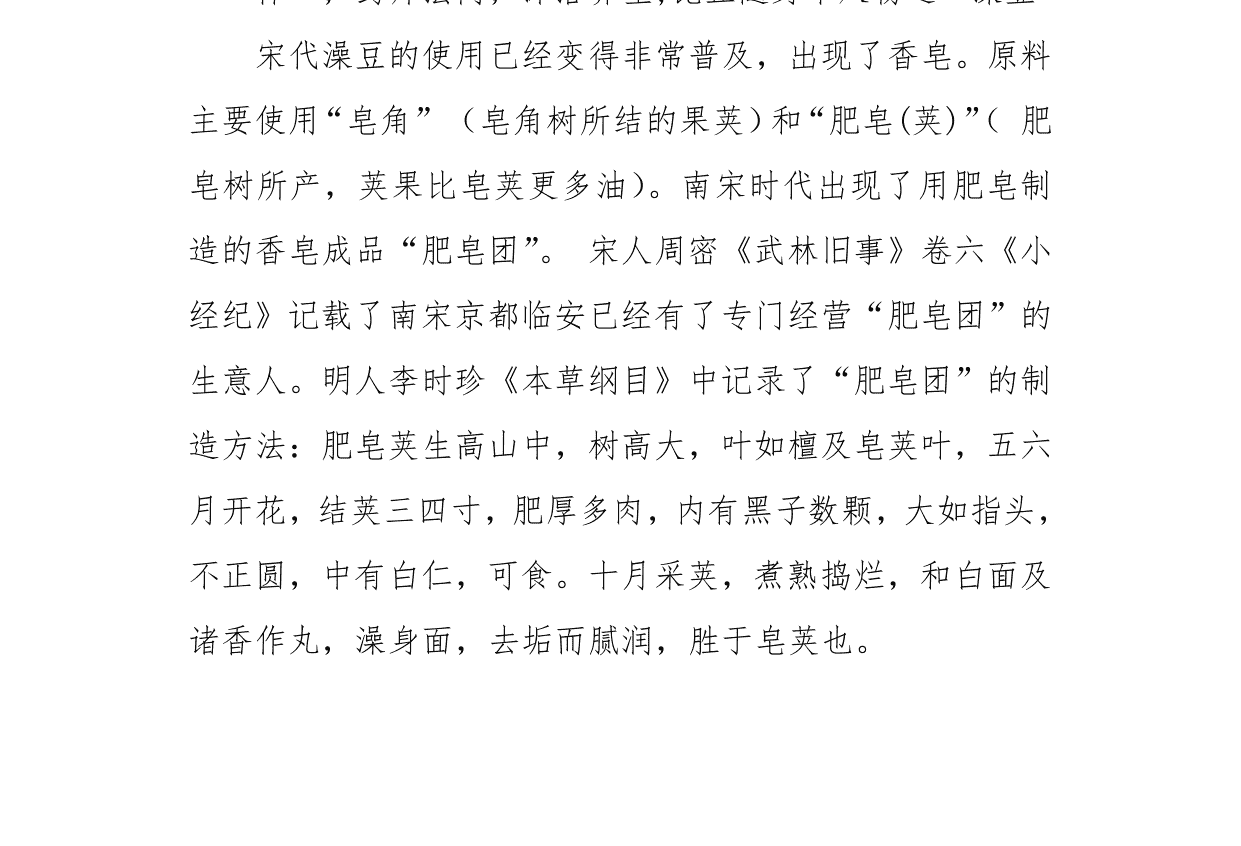 宋代澡豆的使用已经变得非常普及，出现了香皂。原料
主要使用“皂角”（皂角树所结的果荚)和“肥皂(荚)”( 肥
皂树所产，荚果比皂荚更多油)。南宋时代出现了用肥皂制
造的香皂成品“肥皂团”。 宋人周密《武林旧事》卷六《小
经纪》记载了南宋京都临安已经有了专门经营“肥皂团”的
生意人。明人李时珍《本草纲目》中记录了“肥皂团”的制
造方法：肥皂荚生高山中，树高大，叶如檀及皂荚叶，五六
月开花，结荚三四寸，肥厚多肉，内有黑子数颗，大如指头，
不正圆，中有白仁，可食。十月采荚，煮熟捣烂，和白面及
诸香作丸，澡身面，去垢而腻润，胜于皂荚也。